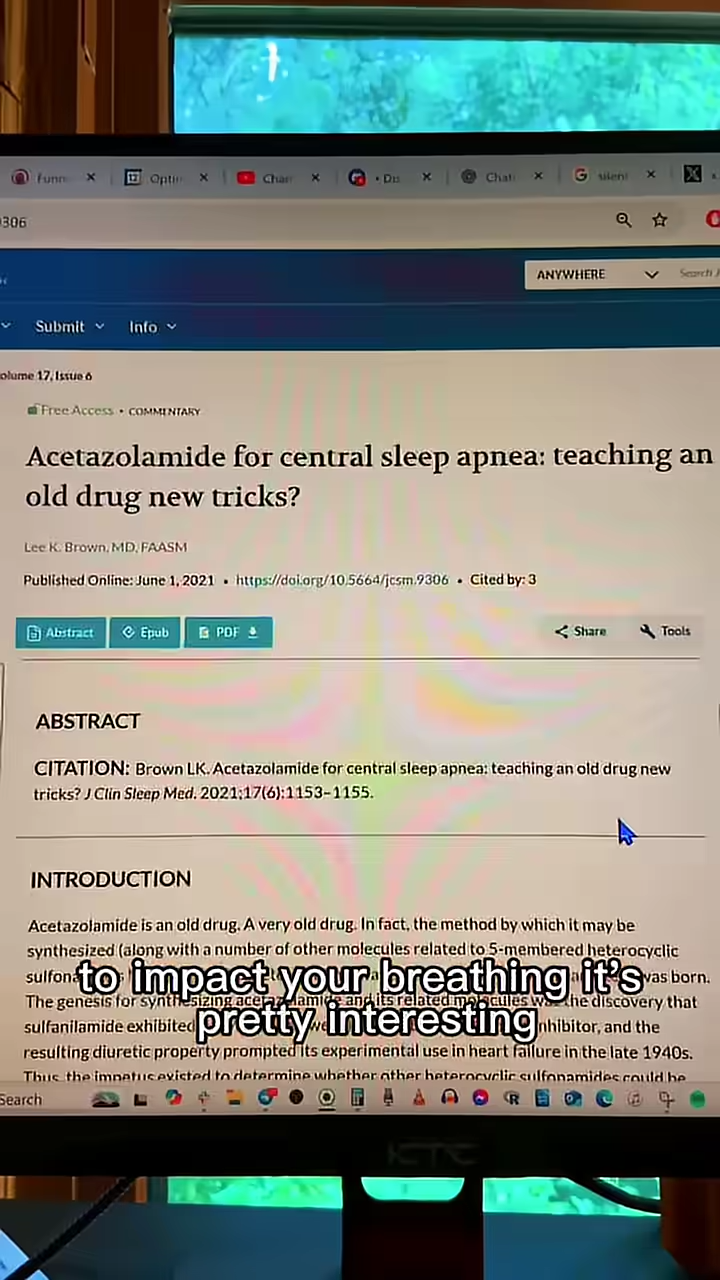 Funn
Optin
Chan
Chat
silent
9306
ANYWHERE
Search
Submit
Info
olume 17, Issue 6
Free Access • COMMENTARY
Acetazolamide for central sleep apnea: teaching an
old drug new tricks?
Lee K. Brown, MD, FAASM
Published Online: June 1, 2021 • https://doi.org/10.5664/jcsm.9306 • Cited by: 3
Abstract
Epub
PDF
Share
Tools
ABSTRACT
CITATION: Brown LK. Acetazolamide for central sleep apnea: teaching an old drug new
tricks? J Clin Sleep Med. 2021;17(6):1153–1155.
INTRODUCTION
Acetazolamide is an old drug. A very old drug. In fact, the method by which it may be
synthesized (along with a number of other molecules related to 5-membered heterocyclic
was born.
to impact your breathing it's
The genesis for synthesizing acetazolamide and its related molecules was the discovery that
pretty interesting
sulfanilamide exhibited inhibitor, and the
resulting diuretic property prompted its experimental use in heart failure in the late 1940s.
Thus, the impetus existed to determine whether other heterocyclic sulfonamides could be
Search
KTC